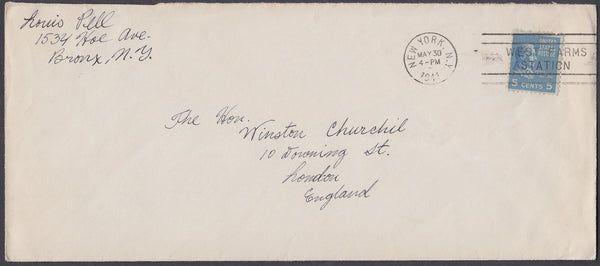 Louis Pell
1534 Hoe Ave.
Bronx, N.Y.
NEW YORK, N.Y.
MAY 30
4-PM
1941
WEST FARMS
STATION
5 CENTS 5
The Hon.
Winston Churchil
10 Downing St.
London
England